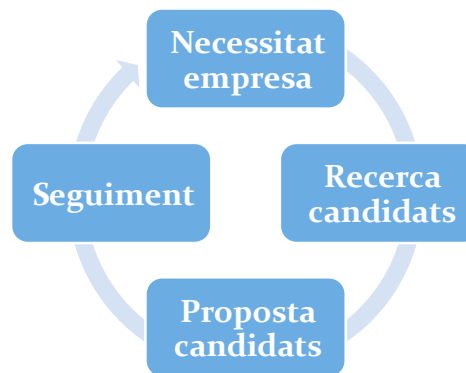 Necessitat
empresa
Recerca
candidats
Proposta
candidats
Seguiment